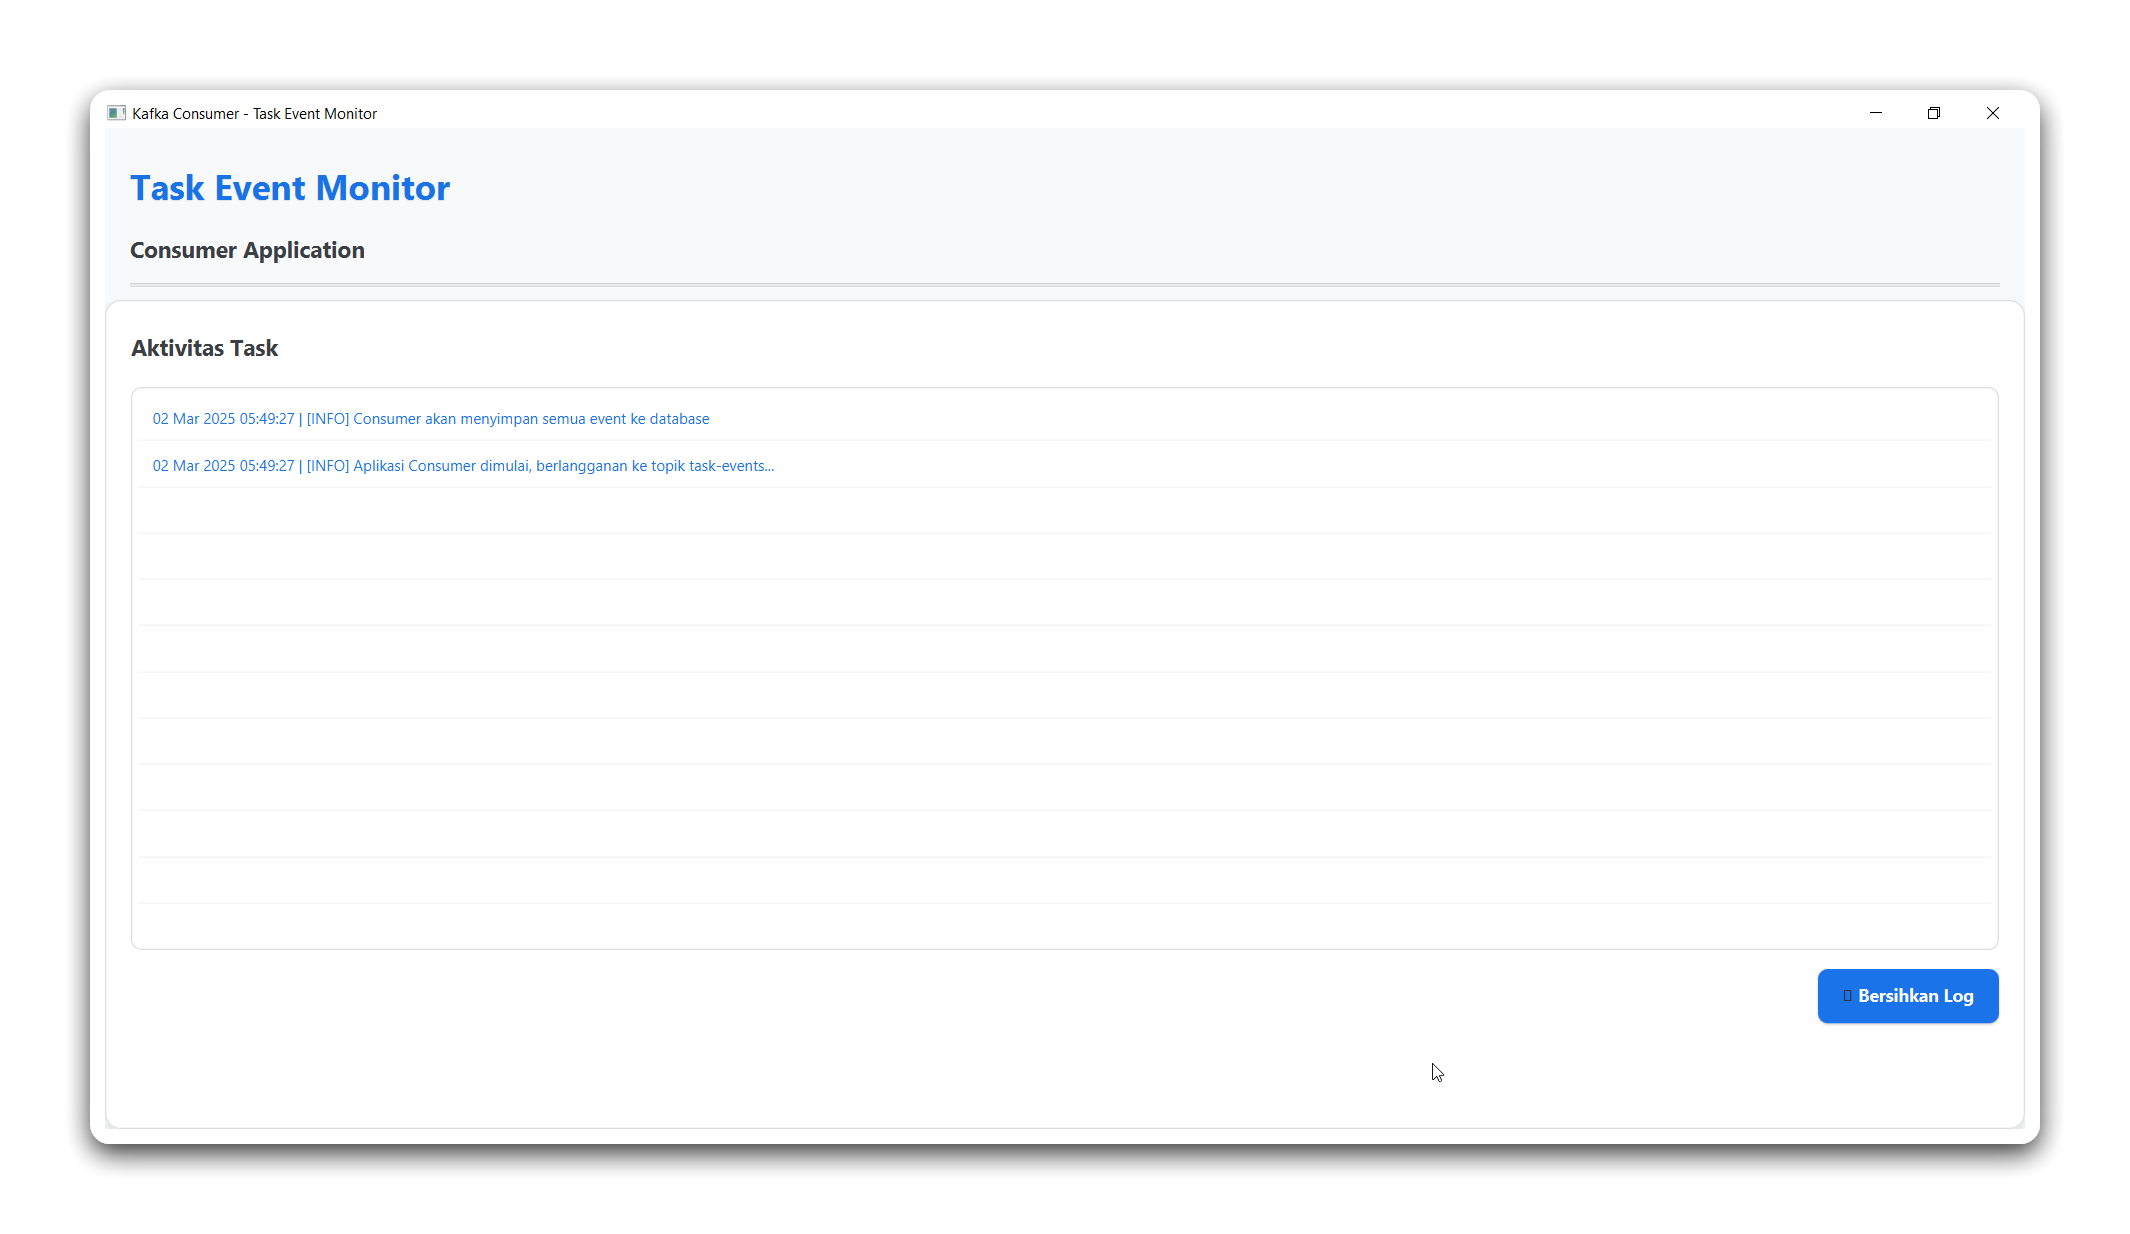 Kafka Consumer - Task Event Monitor
Task Event Monitor
Consumer Application
Aktivitas Task
02 Mar 2025 05:49:27 | [INFO] Consumer akan menyimpan semua event ke database
02 Mar 2025 05:49:27 | [INFO] Aplikasi Consumer dimulai, berlangganan ke topik task-events...
Bersihkan Log